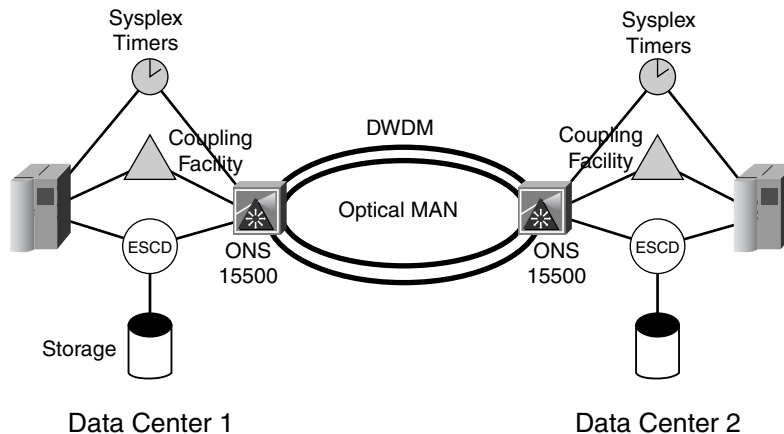 Sysplex
Timers
Sysplex
Timers
Coupling
Facility
DWDM
Coupling
Facility
Optical MAN
ESCD
ONS
15500
ONS
15500
ESCD
Storage
Data Center 1
Data Center 2